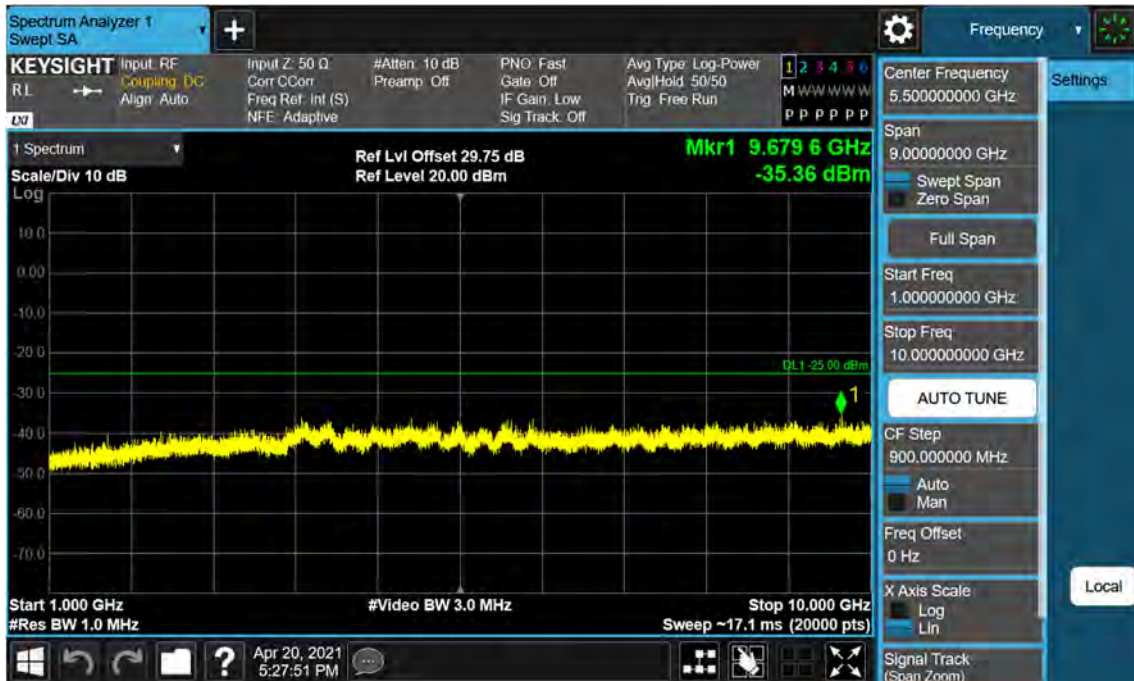 Spectrum Analyzer 1
Swept SA
Frequency
KEYSIGHT
RL
LXI
Input: RF
Coupling: DC
Align: Auto
Input Z: 50 Ω
Corr CCorr
Freq Ref: Int (S)
NFE: Adaptive
#Atten: 10 dB
Preamp: Off
PNO: Fast
Gate: Off
IF Gain: Low
Sig Track: Off
Avg Type: Log-Power
Avg|Hold: 50/50
Trig: Free Run
1 2 3 4 5 6
M W W W W W
P P P P P P
1 Spectrum
Scale/Div 10 dB
Log
Ref Lvl Offset 29.75 dB
Ref Level 20.00 dBm
Mkr1 9.679 6 GHz
-35.36 dBm
10.0
0.00
-10.0
-20.0
DL1 -25.00 dBm
-30.0
1
-40.0
-50.0
-60.0
-70.0
Start 1.000 GHz
#Res BW 1.0 MHz
#Video BW 3.0 MHz
Stop 10.000 GHz
Sweep ~17.1 ms (20000 pts)
Apr 20, 2021
5:27:51 PM
Center Frequency
5.500000000 GHz
Span
9.00000000 GHz
Swept Span
Zero Span
Full Span
Start Freq
1.000000000 GHz
Stop Freq
10.000000000 GHz
AUTO TUNE
CF Step
900.000000 MHz
Auto
Man
Freq Offset
0 Hz
X Axis Scale
Log
Lin
Signal Track
(Span Zoom)
Settings
Local